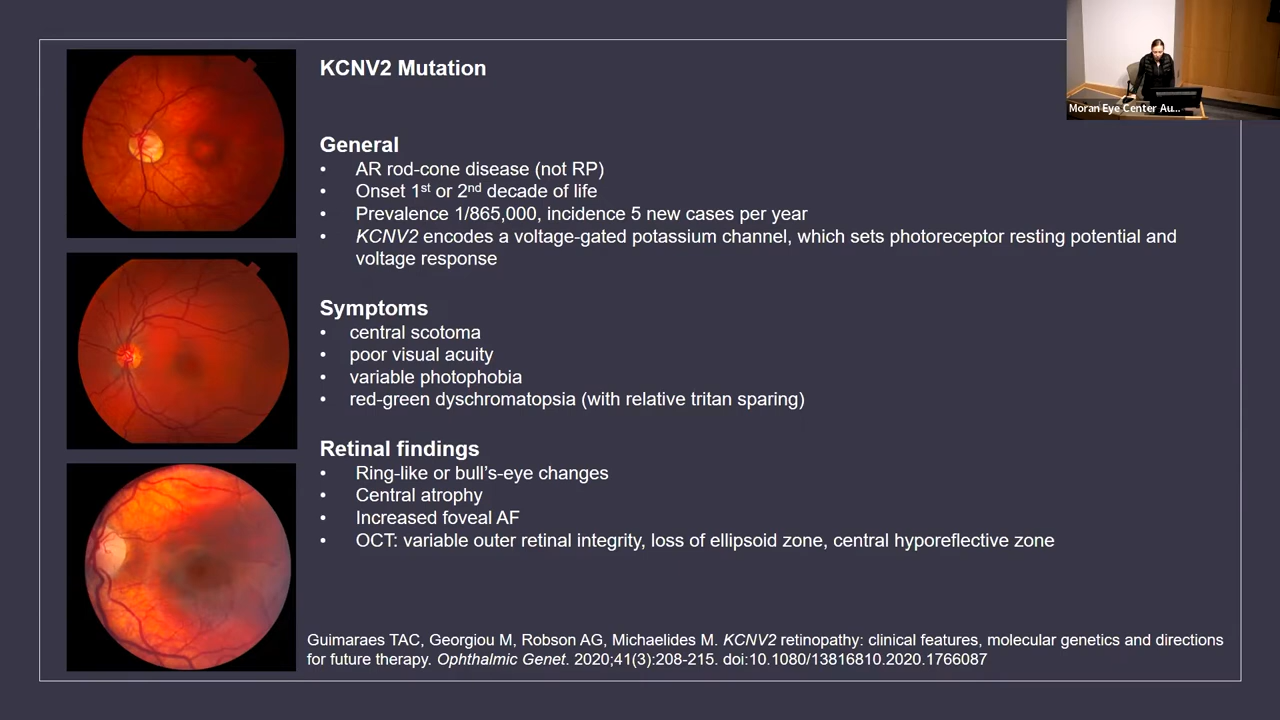 Moran Eye Center Au...
KCNV2 Mutation
General
• AR rod-cone disease (not RP)
• Onset 1st or 2nd decade of life
• Prevalence 1/865,000, incidence 5 new cases per year
• KCNV2 encodes a voltage-gated potassium channel, which sets photoreceptor resting potential and
voltage response
Symptoms
• central scotoma
• poor visual acuity
• variable photophobia
• red-green dyschromatopsia (with relative tritan sparing)
Retinal findings
• Ring-like or bull's-eye changes
• Central atrophy
• Increased foveal AF
• OCT: variable outer retinal integrity, loss of ellipsoid zone, central hyporeflective zone
Guimaraes TAC, Georgiou M, Robson AG, Michaelides M. KCNV2 retinopathy: clinical features, molecular genetics and directions
for future therapy. Ophthalmic Genet. 2020;41(3):208-215. doi:10.1080/13816810.2020.1766087